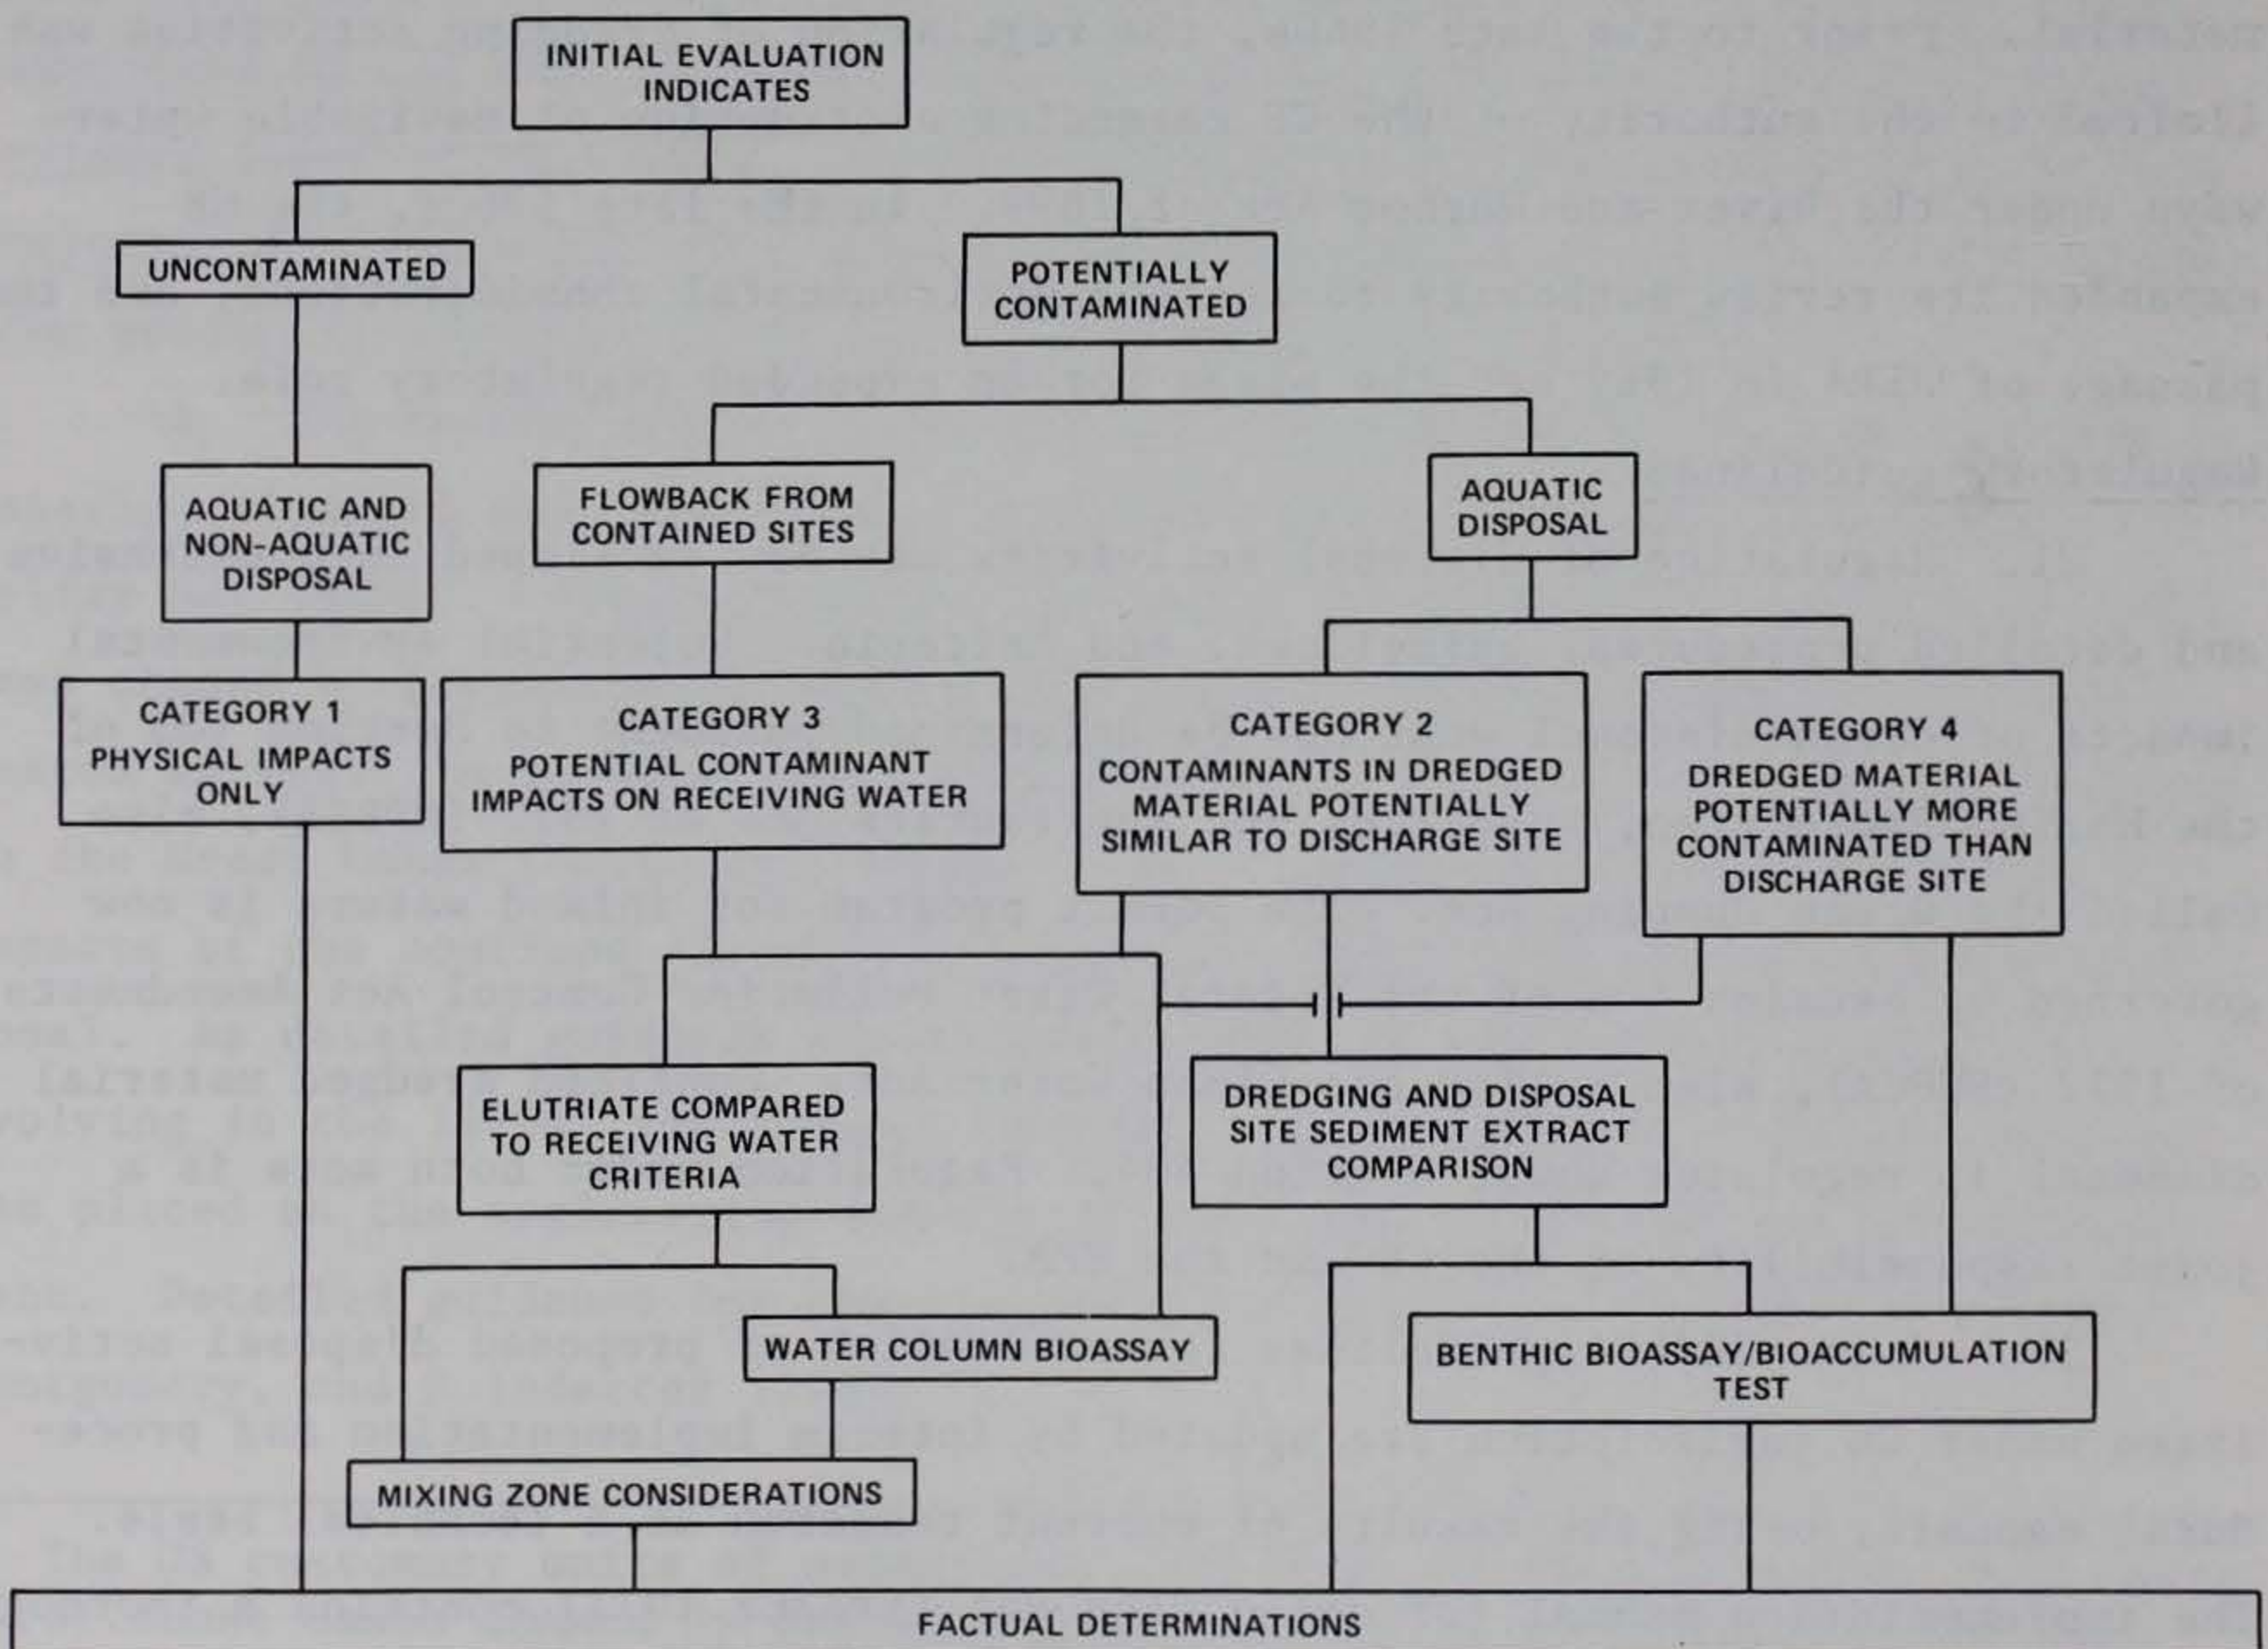 INITIAL EVALUATION
INDICATES
UNCONTAMINATED
POTENTIALLY
CONTAMINATED
AQUATIC AND
NON-AQUATIC
DISPOSAL
FLOWBACK FROM
CONTAINED SITES
AQUATIC
DISPOSAL
CATEGORY 1
PHYSICAL IMPACTS
ONLY
CATEGORY 3
POTENTIAL CONTAMINANT
IMPACTS ON RECEIVING WATER
CATEGORY 2
CONTAMINANTS IN DREDGED
MATERIAL POTENTIALLY
SIMILAR TO DISCHARGE SITE
CATEGORY 4
DREDGED MATERIAL
POTENTIALLY MORE
CONTAMINATED THAN
DISCHARGE SITE
ELUTRIATE COMPARED
TO RECEIVING WATER
CRITERIA
DREDGING AND DISPOSAL
SITE SEDIMENT EXTRACT
COMPARISON
WATER COLUMN BIOASSAY
BENTHIC BIOASSAY/BIOACCUMULATION
TEST
MIXING ZONE CONSIDERATIONS
FACTUAL DETERMINATIONS